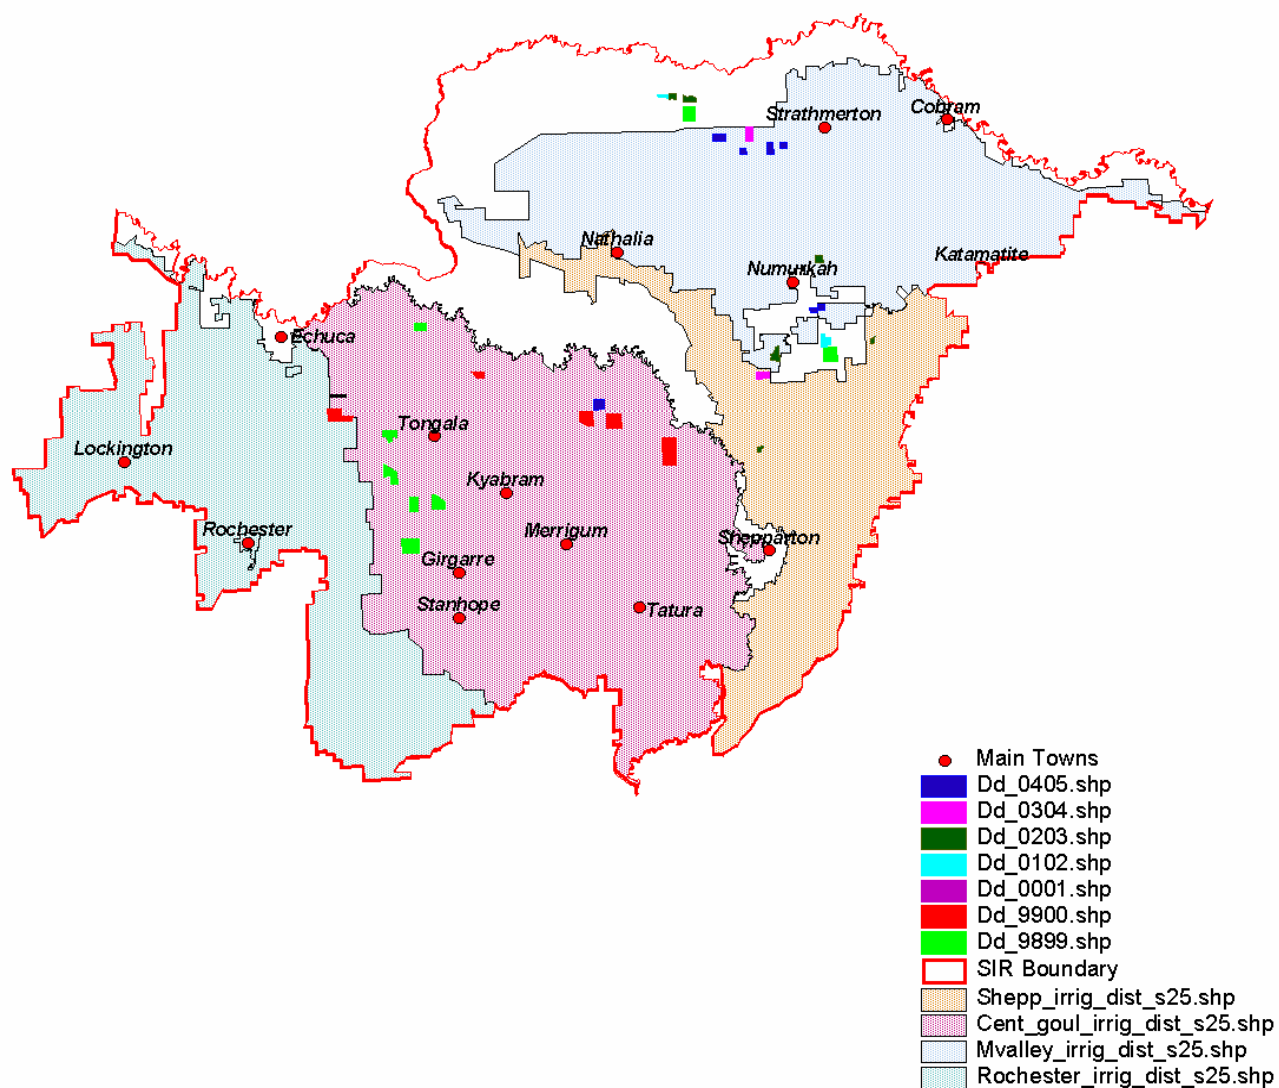 Strathmerton
Cobram
Nathalia
Katamatite
Numurkah
Echuca
Tongala
Lockington
Kyabram
Rochester
Merrigum
Shepparton
Girgarre
Stanhope
Tatura
Main Towns
Dd_0405.shp
Dd_0304.shp
Dd_0203.shp
Dd_0102.shp
Dd_0001.shp
Dd_9900.shp
Dd_9899.shp
SIR Boundary
Shepp_irrig_dist_s25.shp
Cent_goul_irrig_dist_s25.shp
Mvalley_irrig_dist_s25.shp
Rochester_irrig_dist_s25.shp